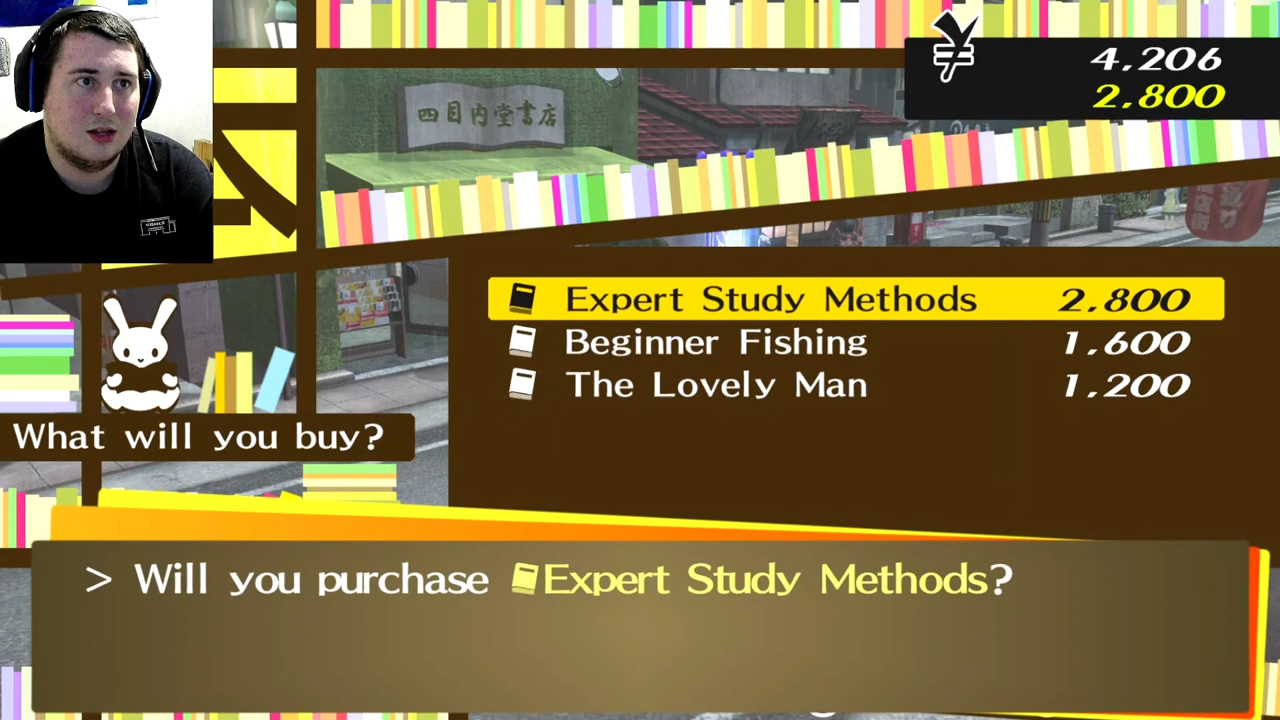 ¥
4,206
2,800
四目内堂書店
Expert Study Methods 2,800
Beginner Fishing 1,600
The Lovely Man 1,200
What will you buy?
> Will you purchase Expert Study Methods?